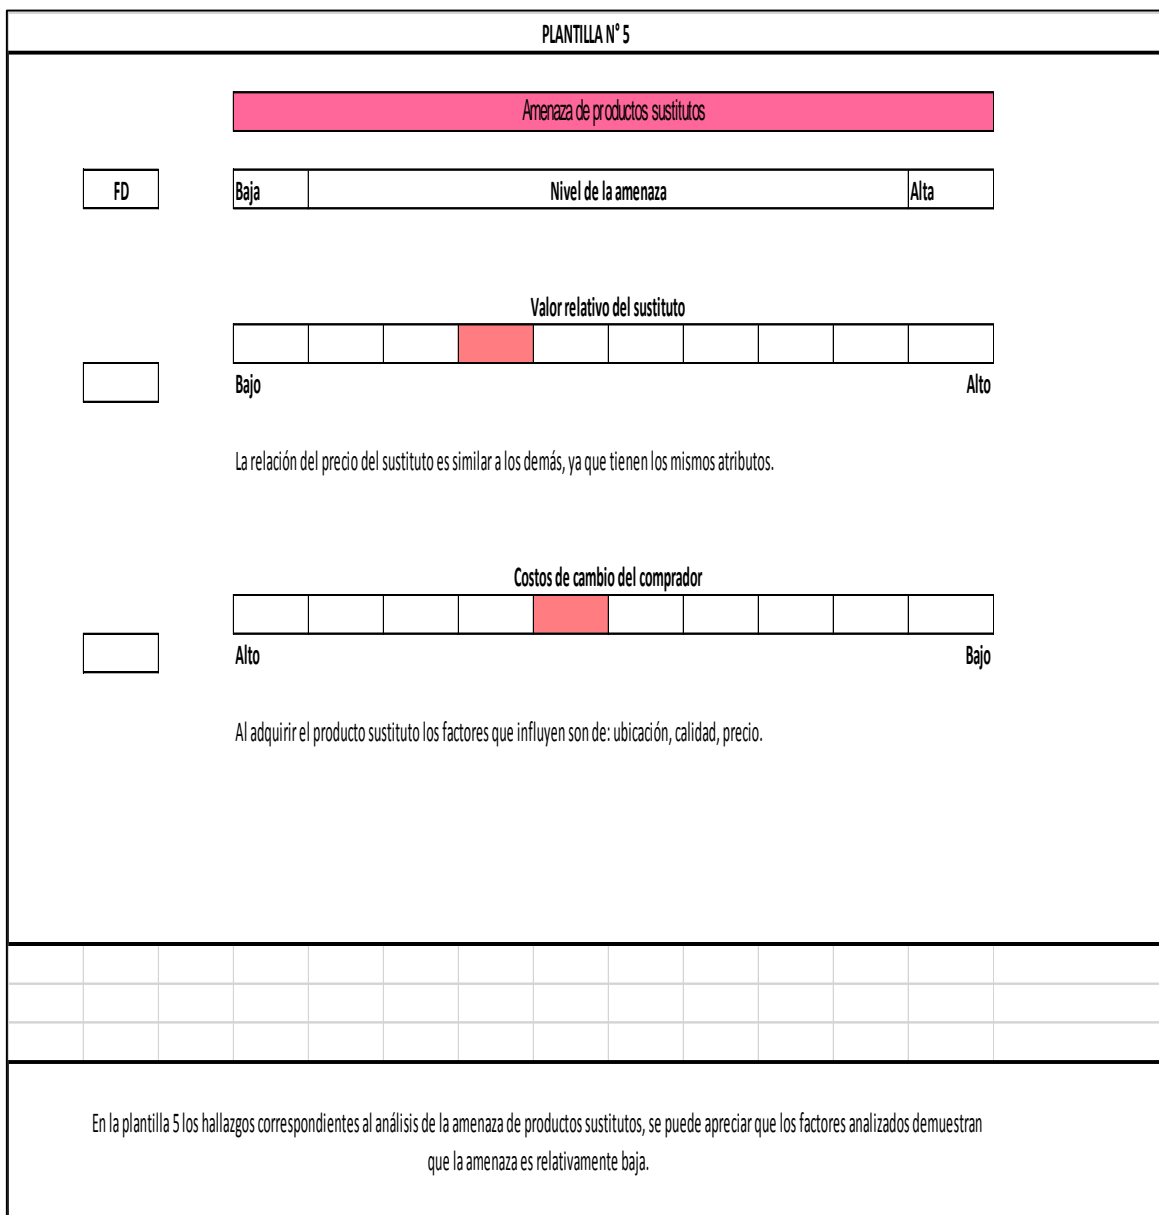 PLANTILLA N° 5
Amenaza de productos sustitutos
FD Baja Nivel de la amenaza Alta
Valor relativo del sustituto
Bajo Alto
La relación del precio del sustituto es similar a los demás, ya que tienen los mismos atributos.
Costos de cambio del comprador
Alto Bajo
Al adquirir el producto sustituto los factores que influyen son de: ubicación, calidad, precio.
En la plantilla 5 los hallazgos correspondientes al análisis de la amenaza de productos sustitutos, se puede apreciar que los factores analizados demuestran
que la amenaza es relativamente baja.